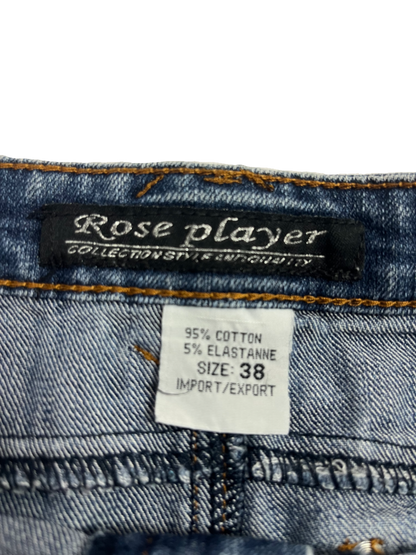 Rose player
COLLECTION STYLE AND QUALITY
95% COTTON
5% ELASTANNE
SIZE: 38
IMPORT/EXPORT